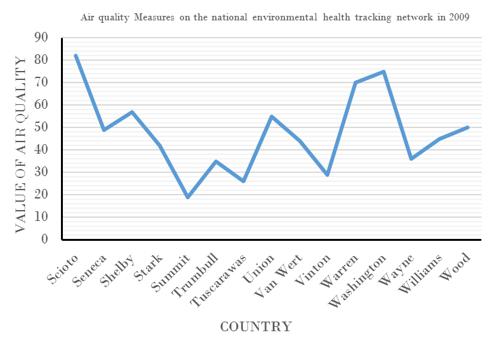 Air quality Measures on the national environmental health tracking network in 2009
VALUE OF AIR QUALITY
90
80
70
60
50
40
30
20
10
0
Scioto
Seneca
Shelby
Stark
Summit
Trumbull
Tuscarawas
Union
Van Wert
Vinton
Warren
Washington
Wayne
Williams
Wood
COUNTRY